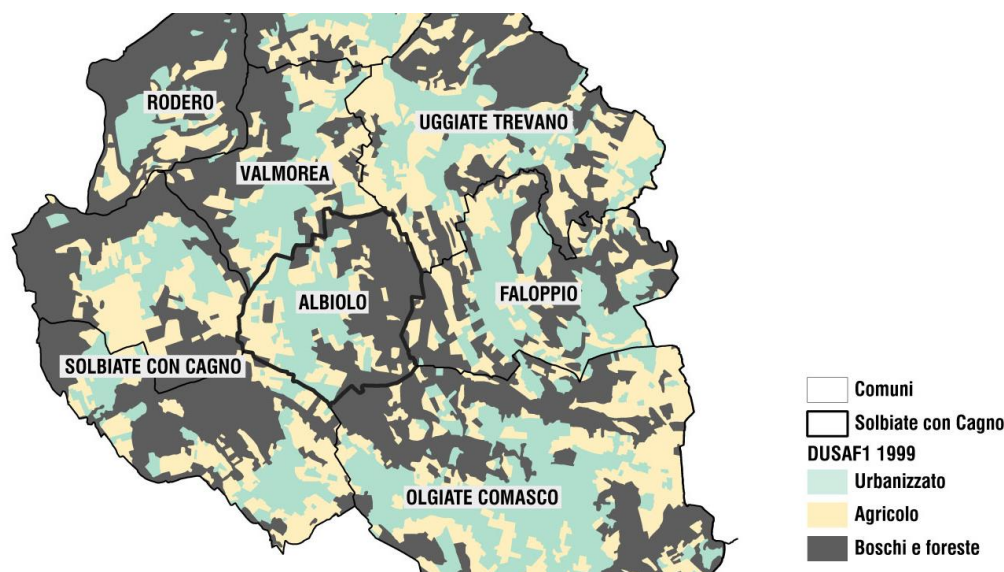 RODERO
UGGIATE TREVANO
VALMOREA
ALBIOLO
FALOPPIO
SOLBIATE CON CAGNO
OLGIATE COMASCO
Comuni
Solbiate con Cagno
DUSAF1 1999
Urbanizzato
Agricolo
Boschi e foreste